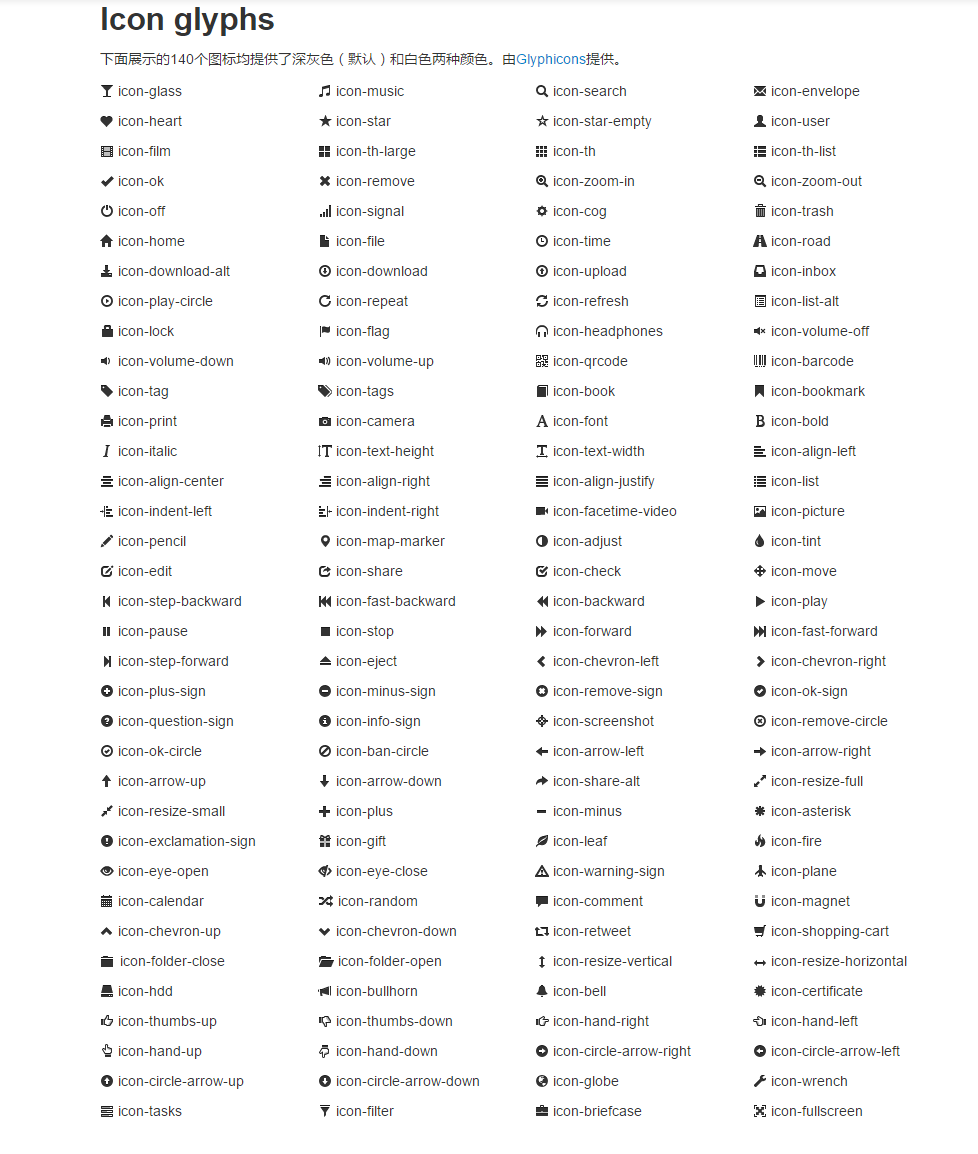 Icon glyphs
下面展示的140个图标均提供了深灰色（默认）和白色两种颜色。由Glyphicons提供。
icon-glass icon-music icon-search icon-envelope
icon-heart icon-star icon-star-empty icon-user
icon-film icon-th-large icon-th icon-th-list
icon-ok icon-remove icon-zoom-in icon-zoom-out
icon-off icon-signal icon-cog icon-trash
icon-home icon-file icon-time icon-road
icon-download-alt icon-download icon-upload icon-inbox
icon-play-circle icon-repeat icon-refresh icon-list-alt
icon-lock icon-flag icon-headphones icon-volume-off
icon-volume-down icon-volume-up icon-qrcode icon-barcode
icon-tag icon-tags icon-book icon-bookmark
icon-print icon-camera icon-font icon-bold
icon-italic icon-text-height icon-text-width icon-align-left
icon-align-center icon-align-right icon-align-justify icon-list
icon-indent-left icon-indent-right icon-facetime-video icon-picture
icon-pencil icon-map-marker icon-adjust icon-tint
icon-edit icon-share icon-check icon-move
icon-step-backward icon-fast-backward icon-backward icon-play
icon-pause icon-stop icon-forward icon-fast-forward
icon-step-forward icon-eject icon-chevron-left icon-chevron-right
icon-plus-sign icon-minus-sign icon-remove-sign icon-ok-sign
icon-question-sign icon-info-sign icon-screenshot icon-remove-circle
icon-ok-circle icon-ban-circle icon-arrow-left icon-arrow-right
icon-arrow-up icon-arrow-down icon-share-alt icon-resize-full
icon-resize-small icon-plus icon-minus icon-asterisk
icon-exclamation-sign icon-gift icon-leaf icon-fire
icon-eye-open icon-eye-close icon-warning-sign icon-plane
icon-calendar icon-random icon-comment icon-magnet
icon-chevron-up icon-chevron-down icon-retweet icon-shopping-cart
icon-folder-close icon-folder-open icon-resize-vertical icon-resize-horizontal
icon-hdd icon-bullhorn icon-bell icon-certificate
icon-thumbs-up icon-thumbs-down icon-hand-right icon-hand-left
icon-hand-up icon-hand-down icon-circle-arrow-right icon-circle-arrow-left
icon-circle-arrow-up icon-circle-arrow-down icon-globe icon-wrench
icon-tasks icon-filter icon-briefcase icon-fullscreen